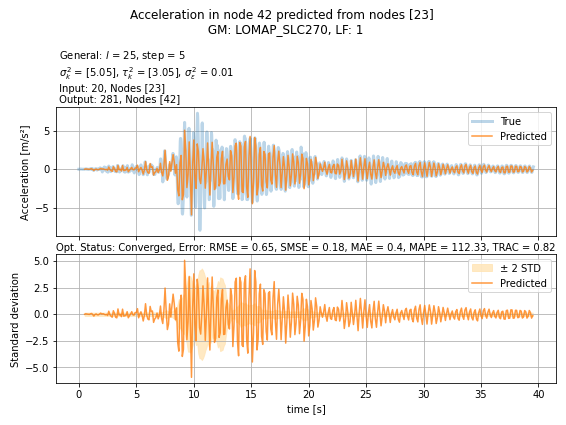 Acceleration in node 42 predicted from nodes [23]
GM: LOMAP_SLC270, LF: 1
General: l = 25, step = 5
σ²ₖ = [5.05], τ²ₖ = [3.05], σ²ₑ = 0.01
Input: 20, Nodes [23]
Output: 281, Nodes [42]
Acceleration [m/s²]
5
0
−5
True
Predicted
Opt. Status: Converged, Error: RMSE = 0.65, SMSE = 0.18, MAE = 0.4, MAPE = 112.33, TRAC = 0.82
Standard deviation
5.0
2.5
0.0
−2.5
−5.0
± 2 STD
Predicted
0 5 10 15 20 25 30 35 40
time [s]